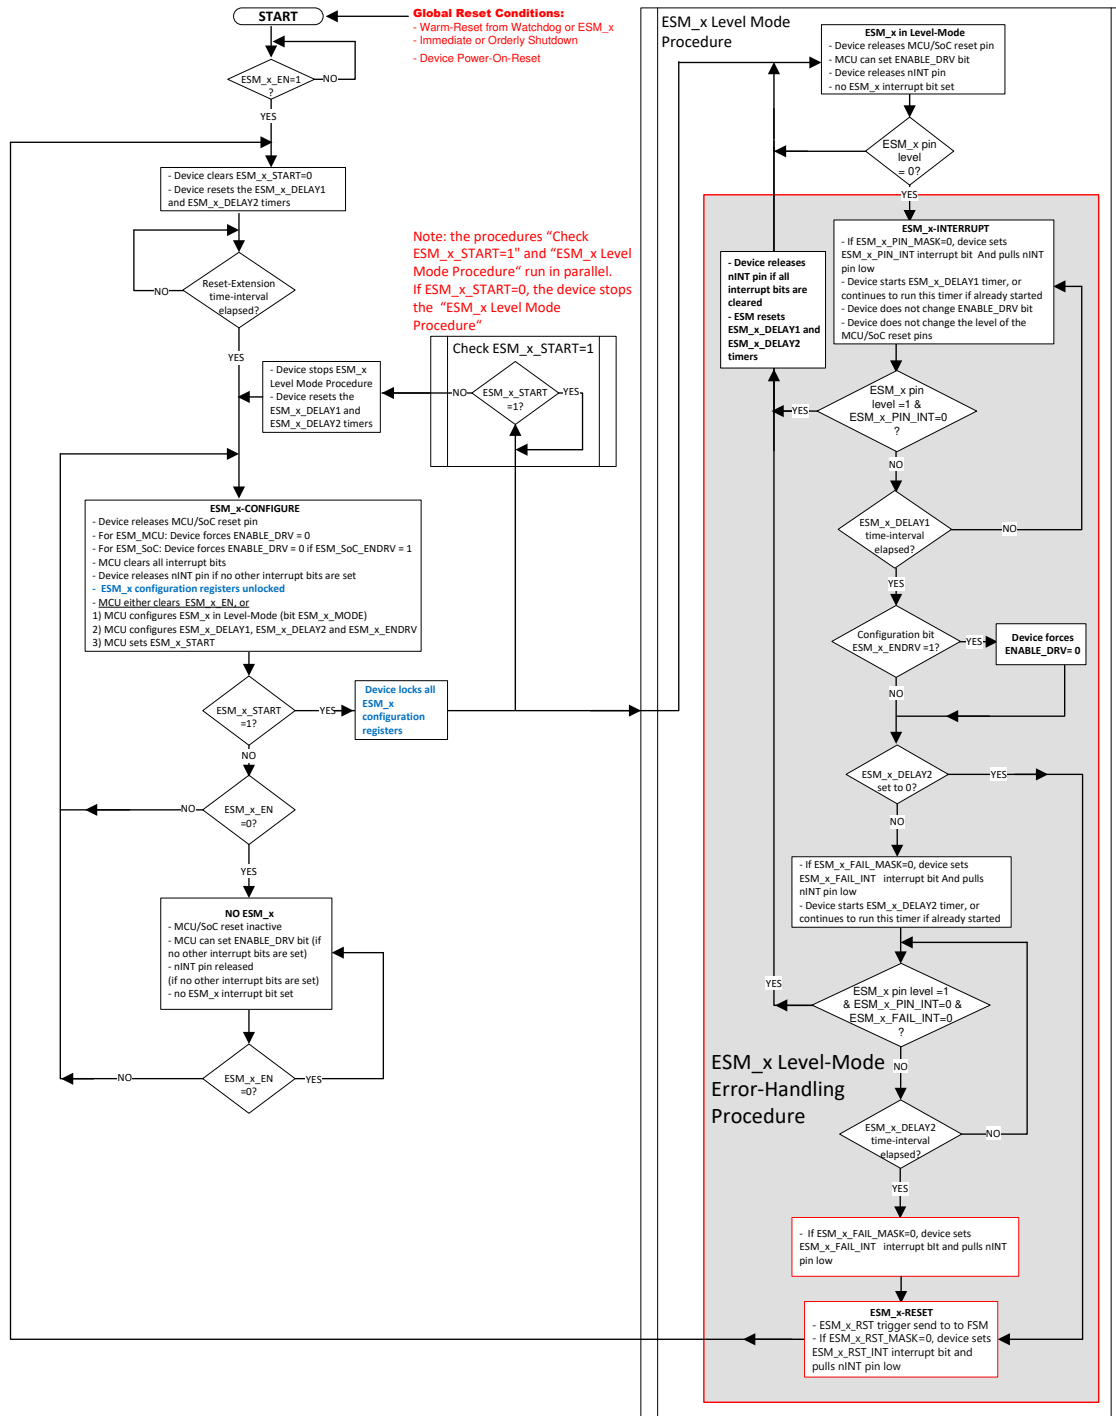 START
Global Reset Conditions:
- Warm-Reset from Watchdog or ESM_x
- Immediate or Orderly Shutdown
- Device Power-On-Reset
ESM_x_EN=1
?
NO
YES
- Device clears ESM_x_START=0
- Device resets the ESM_x_DELAY1
and ESM_x_DELAY2 timers
Reset-Extension
time-interval
elapsed?
NO
YES
Note: the procedures “Check
ESM_x_START=1" and “ESM_x Level
Mode Procedure“ run in parallel.
If ESM_x_START=0, the device stops
the “ESM_x Level Mode
Procedure“
Check ESM_x_START=1
ESM_x_START
=1?
YES
NO
- Device stops ESM_x
Level Mode Procedure
- Device resets the
ESM_x_DELAY1 and
ESM_x_DELAY2 timers
ESM_x-CONFIGURE
- Device releases MCU/SoC reset pin
- For ESM_MCU: Device forces ENABLE_DRV = 0
- For ESM_SoC: Device forces ENABLE_DRV = 0 if ESM_SoC_ENDRV = 1
- MCU clears all interrupt bits
- Device releases nINT pin if no other interrupt bits are set
- ESM_x configuration registers unlocked
- MCU either clears ESM_x_EN, or
1) MCU configures ESM_x in Level-Mode (bit ESM_x_MODE)
2) MCU configures ESM_x_DELAY1, ESM_x_DELAY2 and ESM_x_ENDRV
3) MCU sets ESM_x_START
ESM_x_START
=1?
YES
Device locks all
ESM_x
configuration
registers
NO
ESM_x_EN
=0?
NO
YES
NO ESM_x
- MCU/SoC reset inactive
- MCU can set ENABLE_DRV bit (if
no other interrupt bits are set)
- nINT pin released
(if no other interrupt bits are set)
- no ESM_x interrupt bit set
ESM_x_EN
=0?
NO
YES
ESM_x Level Mode
Procedure
ESM_x in Level-Mode
- Device releases MCU/SoC reset pin
- MCU can set ENABLE_DRV bit
- Device releases nINT pin
- no ESM_x interrupt bit set
ESM_x pin
level
= 0?
YES
ESM_x-INTERRUPT
- If ESM_x_PIN_MASK=0, device sets
ESM_x_PIN_INT interrupt bit And pulls nINT
pin low
- Device starts ESM_x_DELAY1 timer, or
continues to run this timer if already started
- Device does not change ENABLE_DRV bit
- Device does not change the level of the
MCU/SoC reset pins
- Device releases
nINT pin if all
interrupt bits are
cleared
- ESM resets
ESM_x_DELAY1 and
ESM_x_DELAY2
timers
ESM_x pin
level =1 &
ESM_x_PIN_INT=0
?
YES
NO
ESM_x_DELAY1
time-interval
elapsed?
NO
YES
Configuration bit
ESM_x_ENDRV =1?
YES
Device forces
ENABLE_DRV= 0
NO
ESM_x_DELAY2
set to 0?
YES
NO
- If ESM_x_FAIL_MASK=0, device sets
ESM_x_FAIL_INT interrupt bit And pulls
nINT pin low
- Device starts ESM_x_DELAY2 timer, or
continues to run this timer if already started
ESM_x pin level =1
& ESM_x_PIN_INT=0 &
ESM_x_FAIL_INT=0
?
YES
NO
ESM_x Level-Mode
Error-Handling
Procedure
ESM_x_DELAY2
time-interval
elapsed?
NO
YES
- If ESM_x_FAIL_MASK=0, device sets
ESM_x_FAIL_INT interrupt bIt and pulls nINT
pin low
ESM_x-RESET
- ESM_x_RST trigger send to to FSM
- If ESM_x_RST_MASK=0, device sets
ESM_x_RST_INT interrupt bit and
pulls nINT pin low